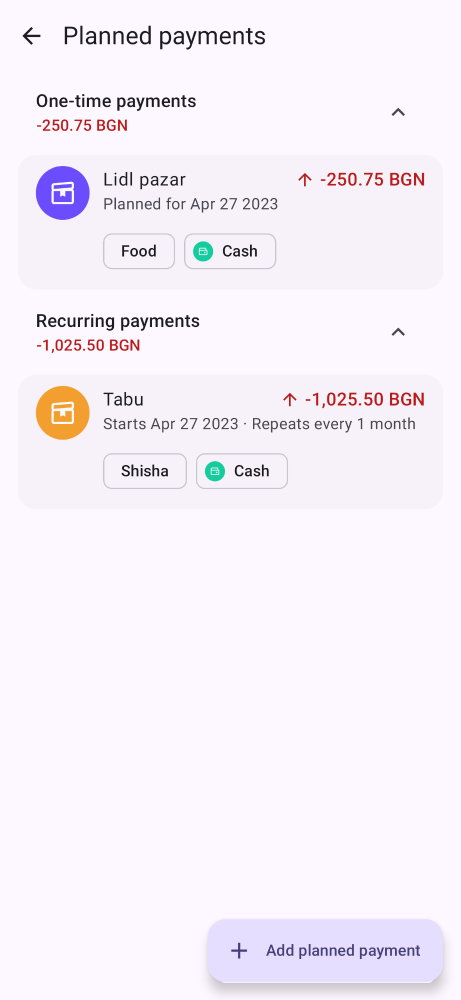 Planned payments
One-time payments
-250.75 BGN
Lidl pazar
-250.75 BGN
Planned for Apr 27 2023
Food
Cash
Recurring payments
-1,025.50 BGN
Tabu
-1,025.50 BGN
Starts Apr 27 2023 · Repeats every 1 month
Shisha
Cash
Add planned payment